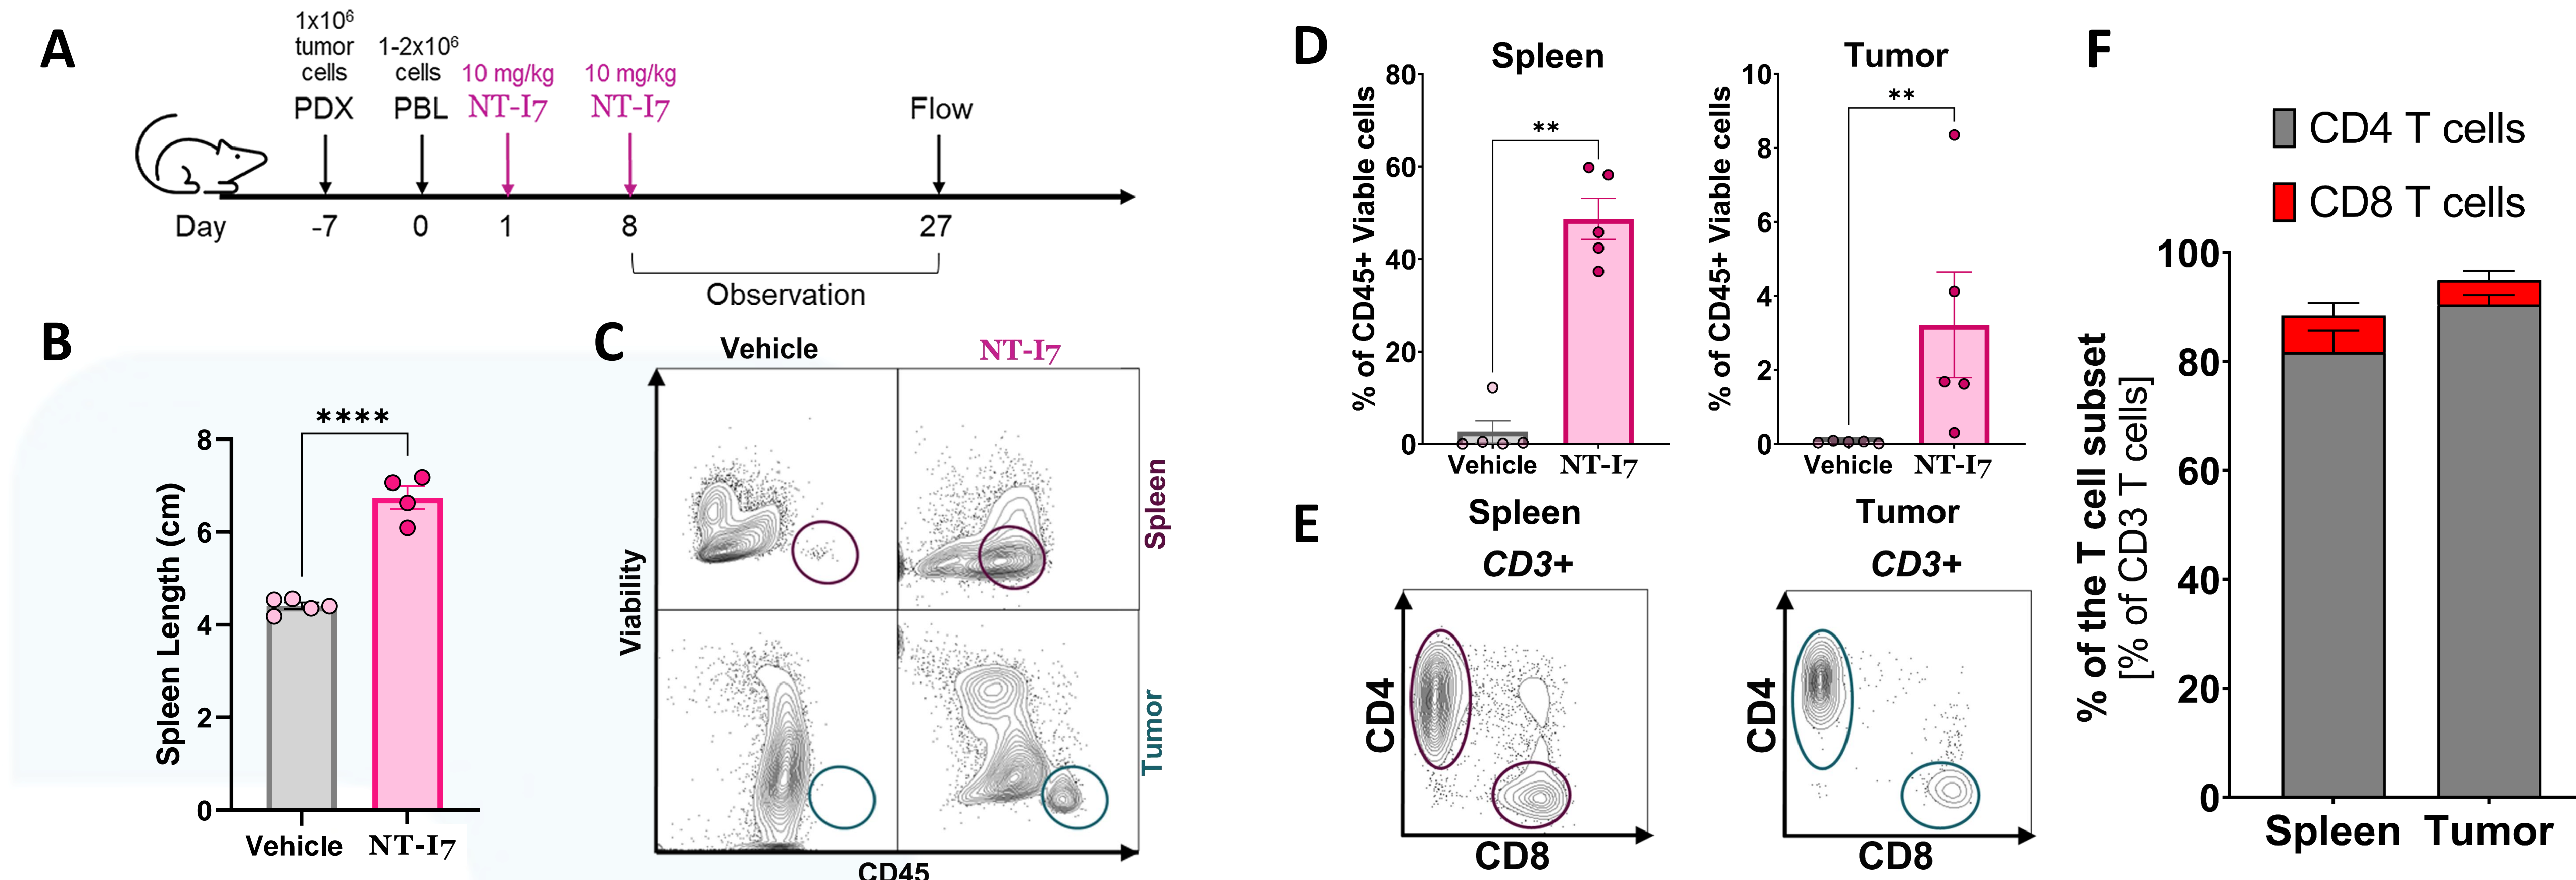 A
1x10⁶
tumor
cells
PDX
1-2x10⁶
cells
PBL
10 mg/kg
NT-I7
10 mg/kg
NT-I7
Flow
Day
-7
0
1
8
27
Observation
B
****
Spleen Length (cm)
8
6
4
2
0
Vehicle
NT-I7
C
Vehicle
NT-I7
Viability
Spleen
Tumor
CD45
D
Spleen
**
% of CD45+ Viable cells
80
60
40
20
0
Vehicle
NT-I7
Tumor
**
% of CD45+ Viable cells
10
8
6
4
2
0
Vehicle
NT-I7
E
Spleen
CD3+
CD4
CD8
Tumor
CD3+
CD4
CD8
F
CD4 T cells
CD8 T cells
% of the T cell subset
[% of CD3 T cells]
100
80
60
40
20
0
Spleen
Tumor